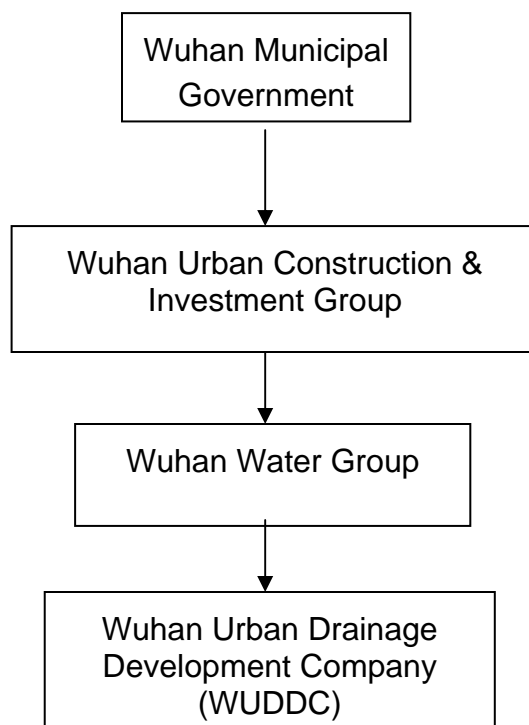 Wuhan Municipal
Government
Wuhan Urban Construction &
Investment Group
Wuhan Water Group
Wuhan Urban Drainage
Development Company
(WUDDC)